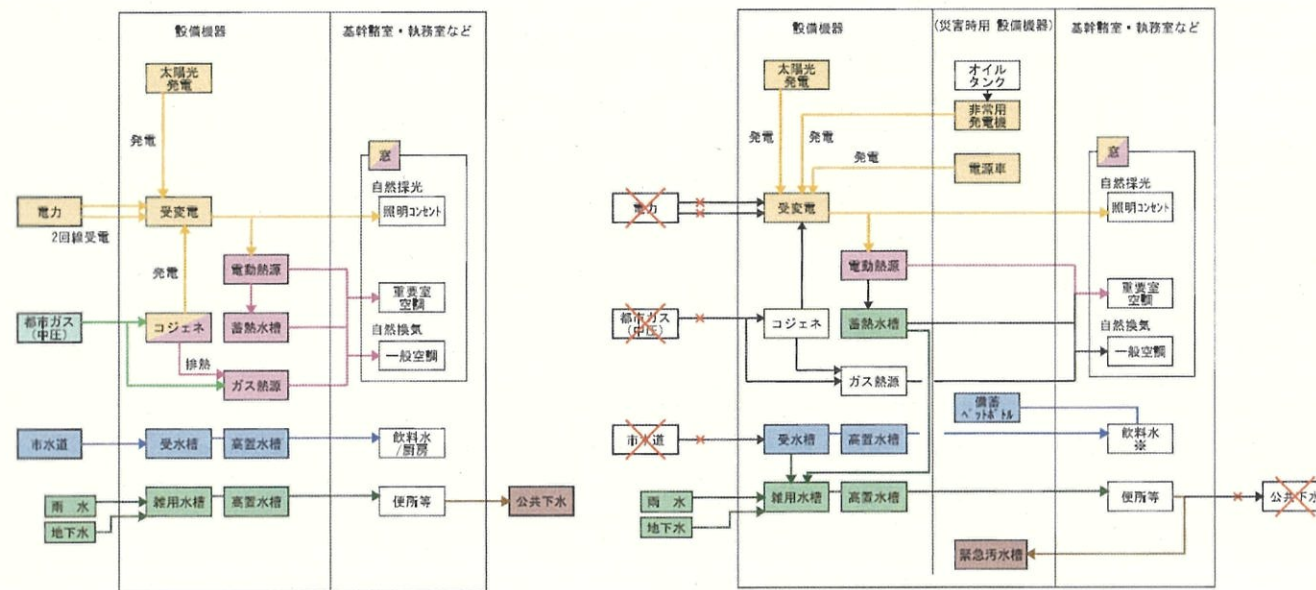 設備機器
基幹諸室・執務室など
太陽光
発電
発電
窓
自然採光
電力
受変電
照明コンセント
2回線受電
発電
電動熱源
重要室
空調
都市ガス
(中圧)
コジェネ
蓄熱水槽
自然換気
排熱
一般空調
ガス熱源
市水道
受水槽
高置水槽
飲料水
/厨房
雨 水
雑用水槽
高置水槽
便所等
公共下水
地下水
設備機器
(災害時用 設備機器)
基幹諸室・執務室など
太陽光
発電
オイル
タンク
非常用
発電機
発電
発電
発電
電源車
窓
自然採光
電力
受変電
照明コンセント
電動熱源
重要室
空調
都市ガス
(中圧)
コジェネ
蓄熱水槽
自然換気
一般空調
ガス熱源
備蓄
ペットボトル
市水道
受水槽
高置水槽
飲料水
※
雨 水
雑用水槽
高置水槽
便所等
公共下水
地下水
緊急汚水槽